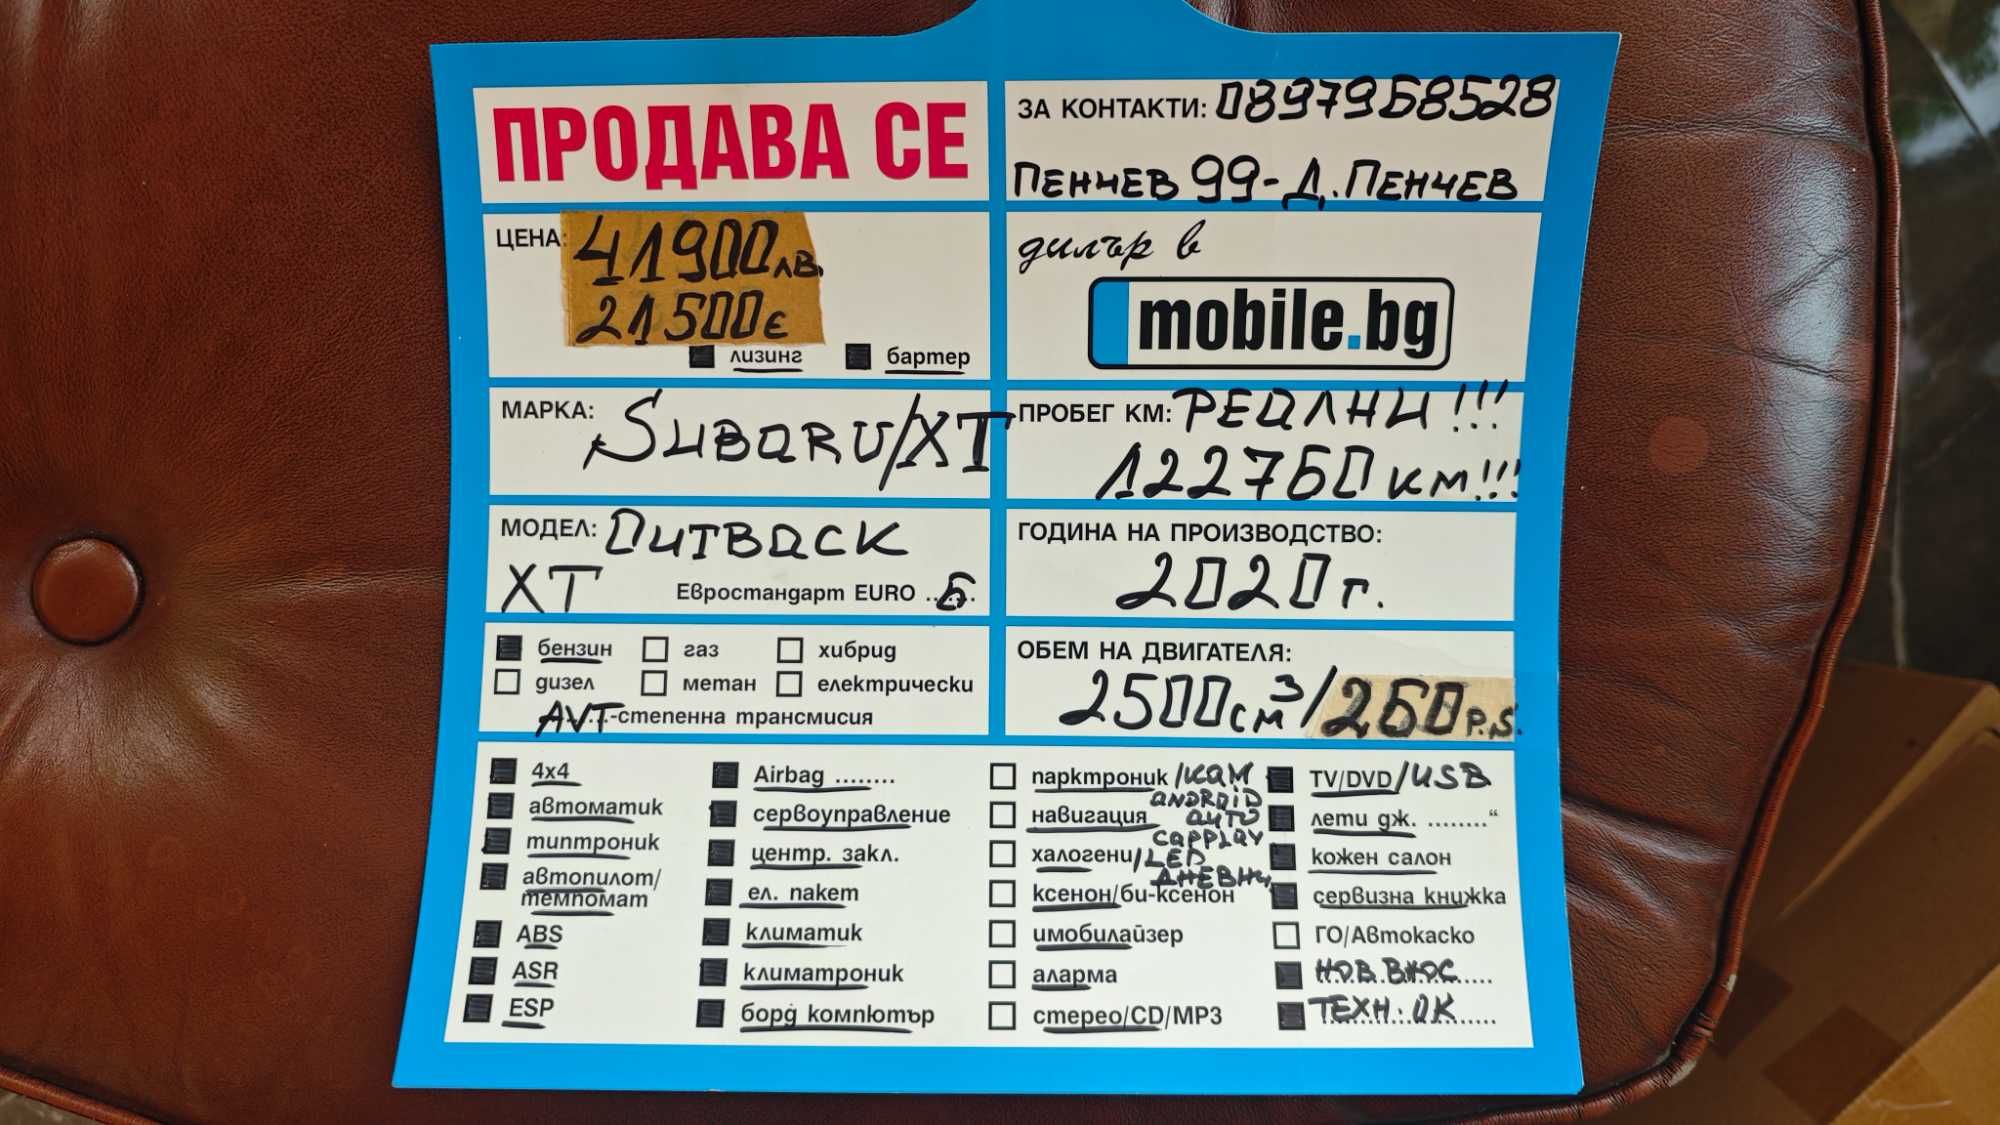 ПРОДАВА СЕ
ЗА КОНТАКТИ: 0897968528
ПЕНЧЕВ 99-Д.ПЕНЧЕВ
ЦЕНА: 41900лв.
21500€
лизинг бартер
дилър в
mobile.bg
МАРКА: SUBARU/XT
ПРОБЕГ КМ: РЕАЛНИ!!!
122760км!!!
МОДЕЛ: OUTBACK
XT Евростандарт EURO ..6...
ГОДИНА НА ПРОИЗВОДСТВО:
2020г.
бензин газ хибрид
дизел метан електрически
AVT...-степенна трансмисия
ОБЕМ НА ДВИГАТЕЛЯ:
2500см³/260P.S.
4x4
автоматик
типтроник
автопилот/
темпомат
ABS
ASR
ESP
Airbag ........
сервоуправление
центр. закл.
ел. пакет
климатик
климатроник
борд компютър
парктроник/КАМ
ANDROID
навигация AUTO
CAPPLAY
халогени/LED
ДНЕВНИ
ксенон/би-ксенон
имобилайзер
аларма
стерео/CD/MP3
TV/DVD/USB
лети дж. ........“
кожен салон
сервизна книжка
ГО/Автокаско
НОВ.ВНОС.....
ТЕХН. ОК